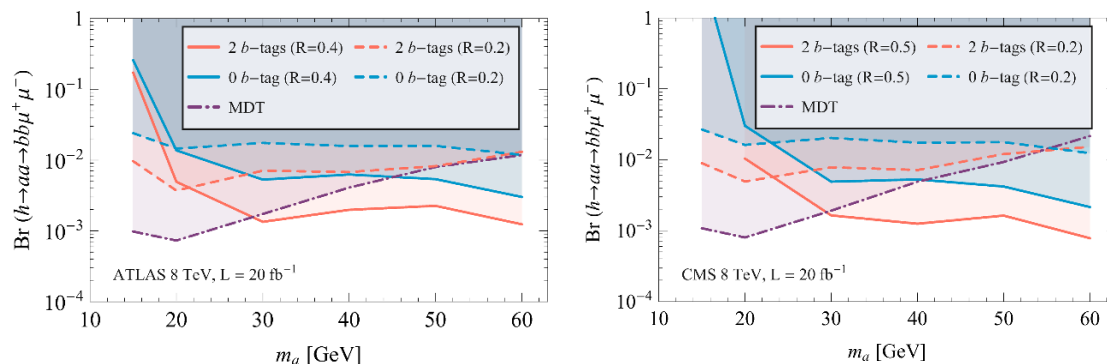 Br (h→aa→bbμ⁺μ⁻)
1
10⁻¹
10⁻²
10⁻³
10⁻⁴
2 b-tags (R=0.4) 2 b-tags (R=0.2)
0 b-tag (R=0.4) 0 b-tag (R=0.2)
MDT
ATLAS 8 TeV, L = 20 fb⁻¹
10 20 30 40 50 60
mₐ [GeV]
Br (h→aa→bbμ⁺μ⁻)
1
10⁻¹
10⁻²
10⁻³
10⁻⁴
2 b-tags (R=0.5) 2 b-tags (R=0.2)
0 b-tag (R=0.5) 0 b-tag (R=0.2)
MDT
CMS 8 TeV, L = 20 fb⁻¹
10 20 30 40 50 60
mₐ [GeV]